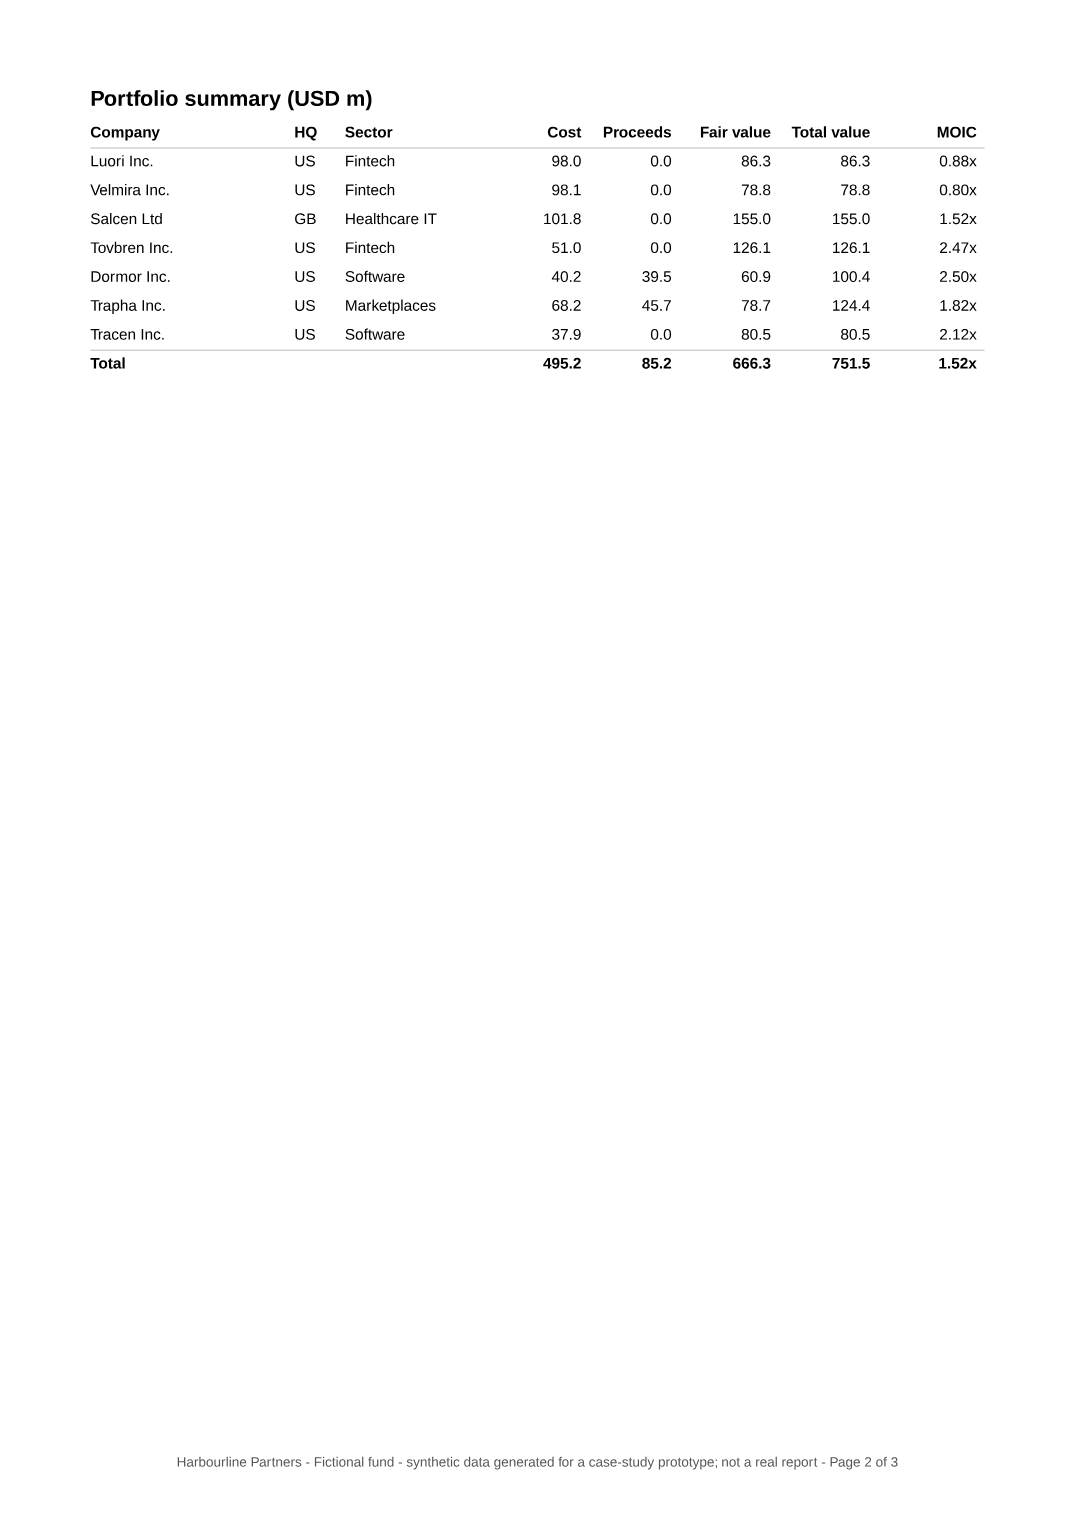 Portfolio summary (USD m)
Company HQ Sector Cost Proceeds Fair value Total value MOIC
Luori Inc. US Fintech 98.0 0.0 86.3 86.3 0.88x
Velmira Inc. US Fintech 98.1 0.0 78.8 78.8 0.80x
Salcen Ltd GB Healthcare IT 101.8 0.0 155.0 155.0 1.52x
Tovbren Inc. US Fintech 51.0 0.0 126.1 126.1 2.47x
Dormor Inc. US Software 40.2 39.5 60.9 100.4 2.50x
Trapha Inc. US Marketplaces 68.2 45.7 78.7 124.4 1.82x
Tracen Inc. US Software 37.9 0.0 80.5 80.5 2.12x
Total 495.2 85.2 666.3 751.5 1.52x
Harbourline Partners - Fictional fund - synthetic data generated for a case-study prototype; not a real report - Page 2 of 3